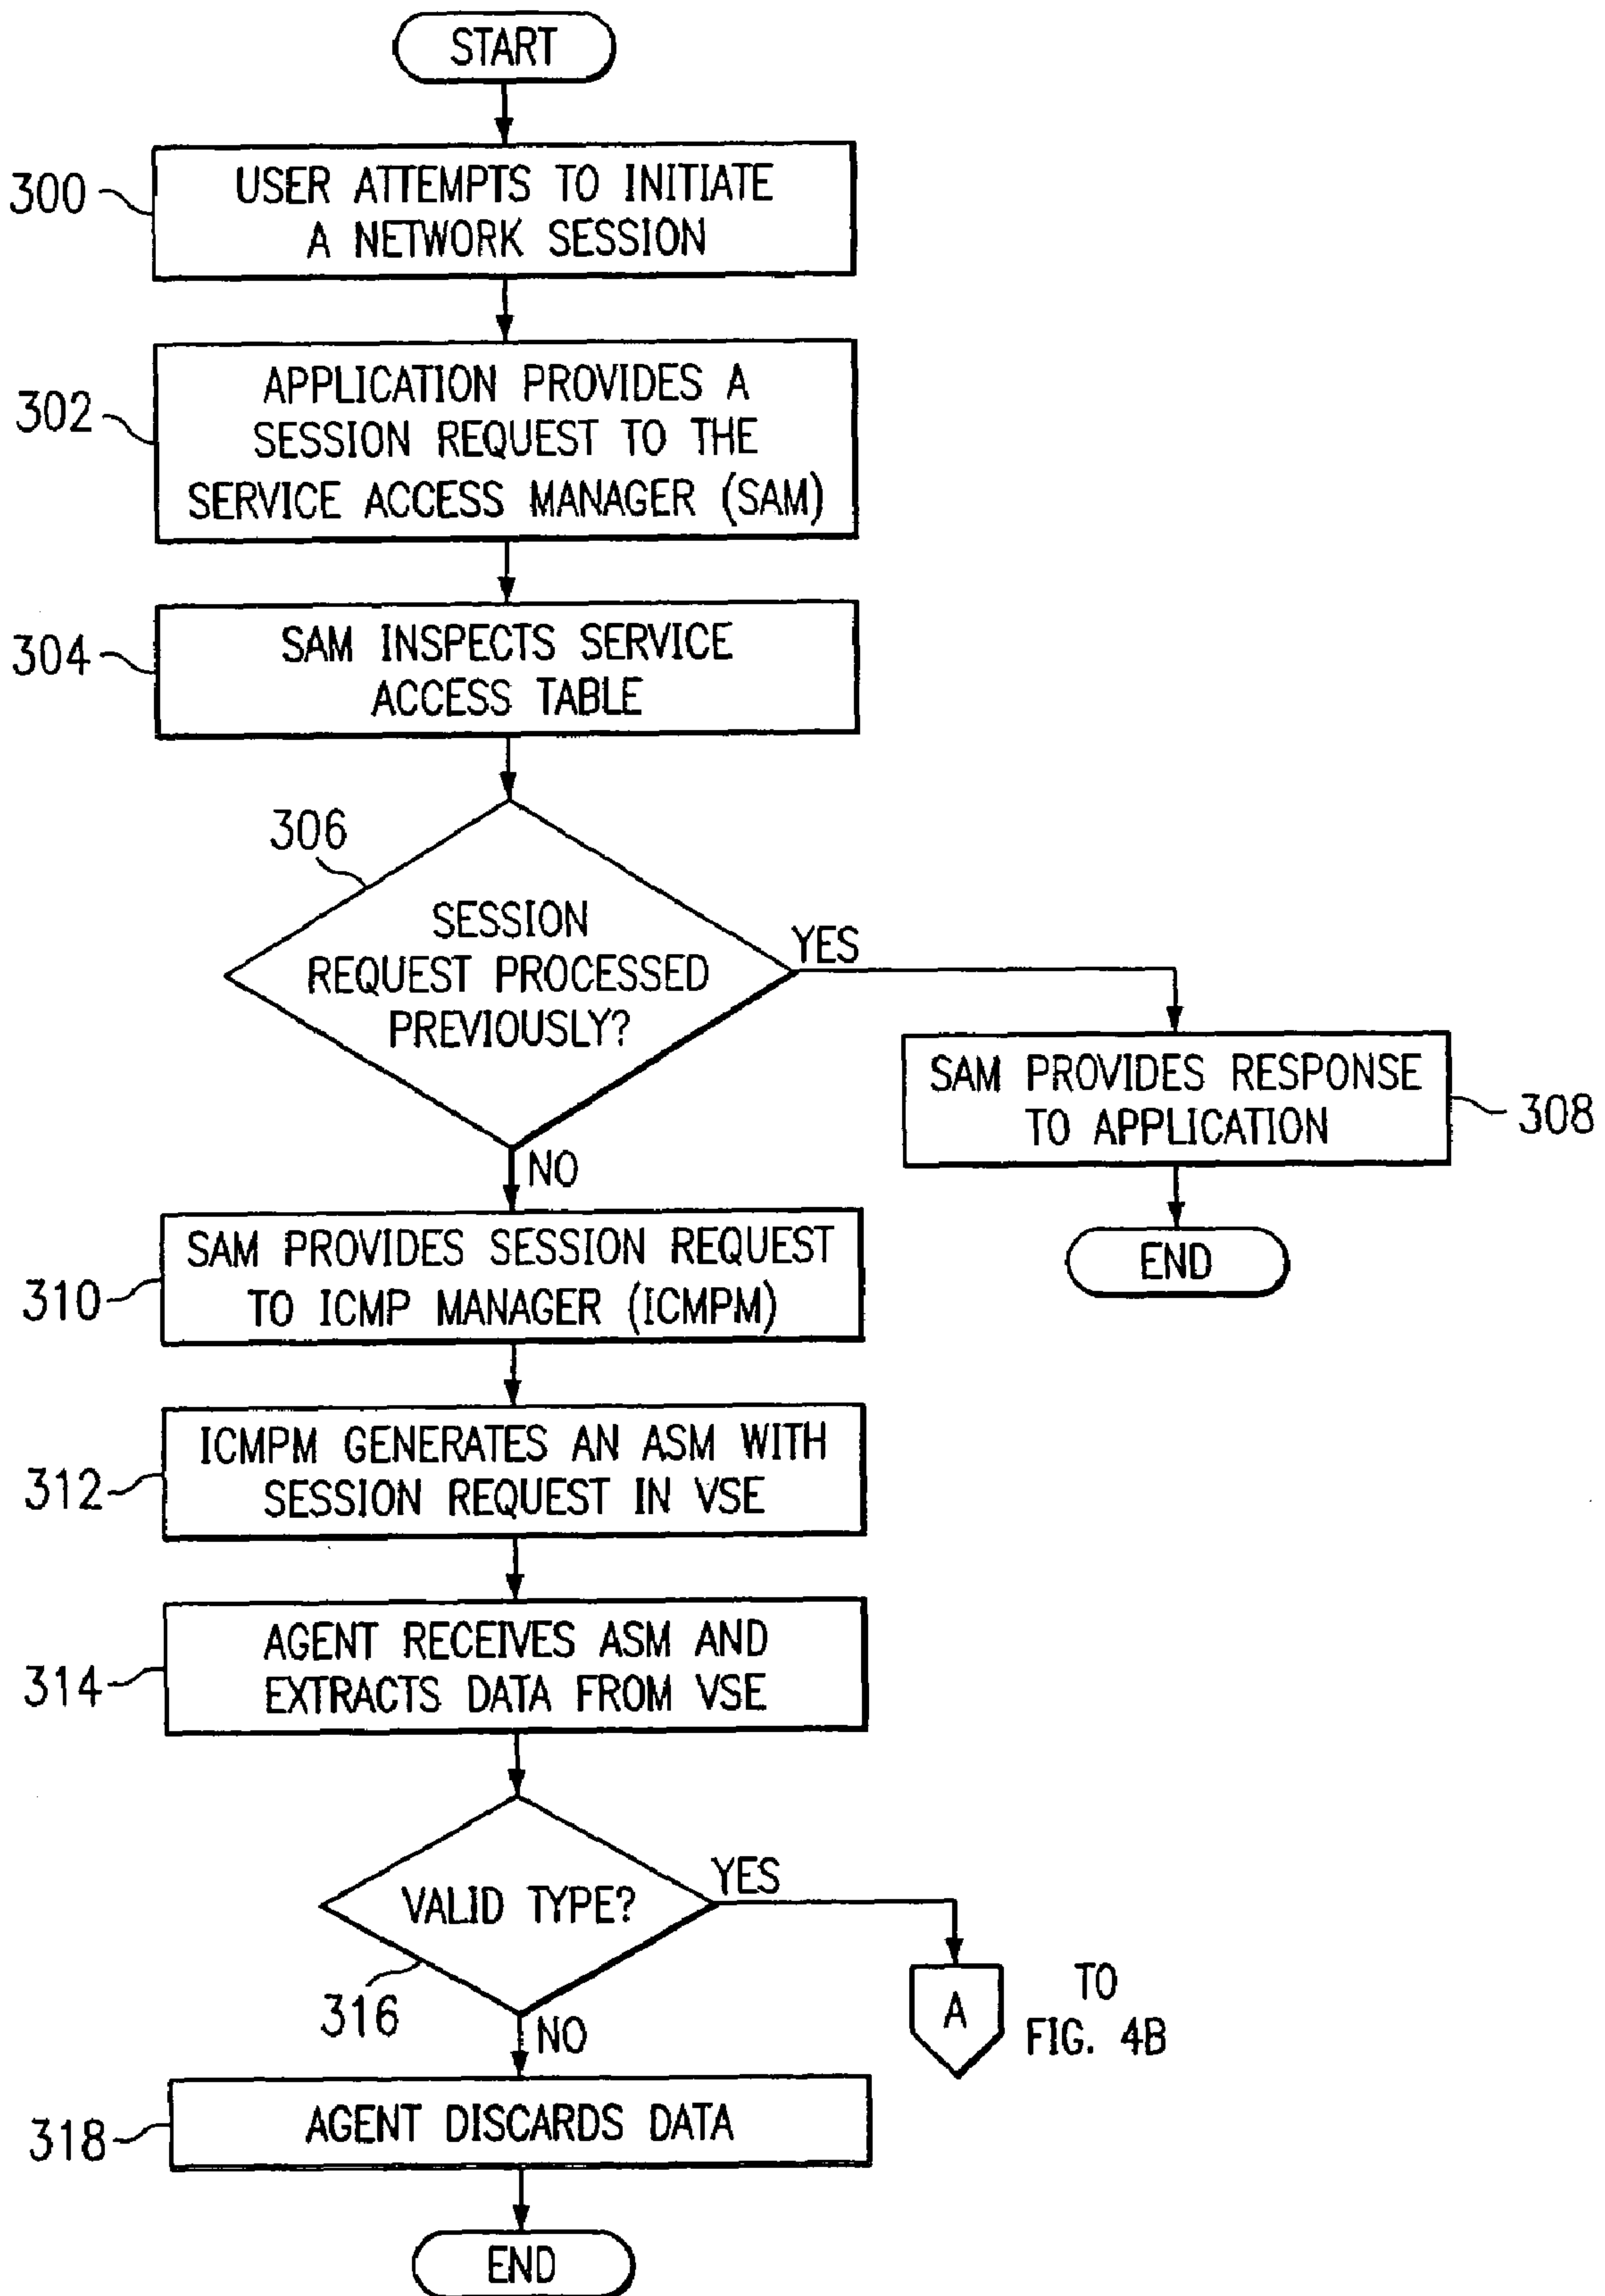 START
300
USER ATTEMPTS TO INITIATE
A NETWORK SESSION
302
APPLICATION PROVIDES A
SESSION REQUEST TO THE
SERVICE ACCESS MANAGER (SAM)
304
SAM INSPECTS SERVICE
ACCESS TABLE
306
SESSION
REQUEST PROCESSED
PREVIOUSLY?
YES
SAM PROVIDES RESPONSE
TO APPLICATION
308
END
NO
310
SAM PROVIDES SESSION REQUEST
TO ICMP MANAGER (ICMPM)
312
ICMPM GENERATES AN ASM WITH
SESSION REQUEST IN VSE
314
AGENT RECEIVES ASM AND
EXTRACTS DATA FROM VSE
VALID TYPE?
316
YES
A
TO
FIG. 4B
NO
318
AGENT DISCARDS DATA
END